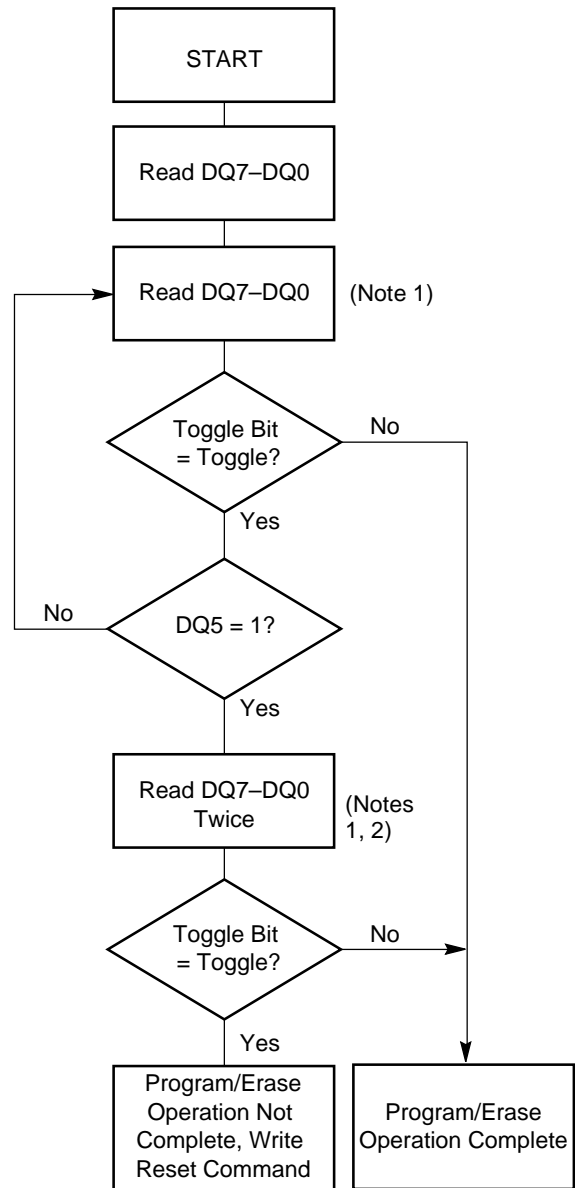 START
Read DQ7–DQ0
Read DQ7–DQ0
(Note 1)
Toggle Bit
= Toggle?
No
Yes
No
DQ5 = 1?
Yes
Read DQ7–DQ0
Twice
(Notes
1, 2)
Toggle Bit
= Toggle?
No
Yes
Program/Erase
Operation Not
Complete, Write
Reset Command
Program/Erase
Operation Complete